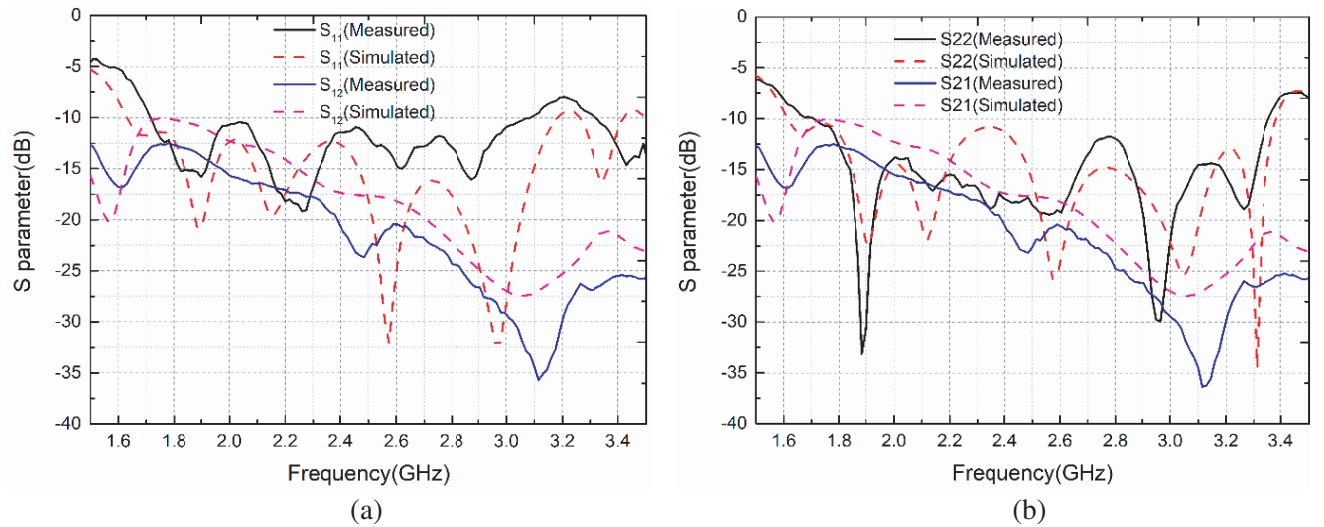 0
-5
-10
-15
-20
-25
-30
-35
-40
S parameter(dB)
S11(Measured)
S11(Simulated)
S12(Measured)
S12(Simulated)
1.6 1.8 2.0 2.2 2.4 2.6 2.8 3.0 3.2 3.4
Frequency(GHz)
(a)
0
-5
-10
-15
-20
-25
-30
-35
-40
S parameter(dB)
S22(Measured)
S22(Simulated)
S21(Measured)
S21(Simulated)
1.6 1.8 2.0 2.2 2.4 2.6 2.8 3.0 3.2 3.4
Frequency(GHz)
(b)